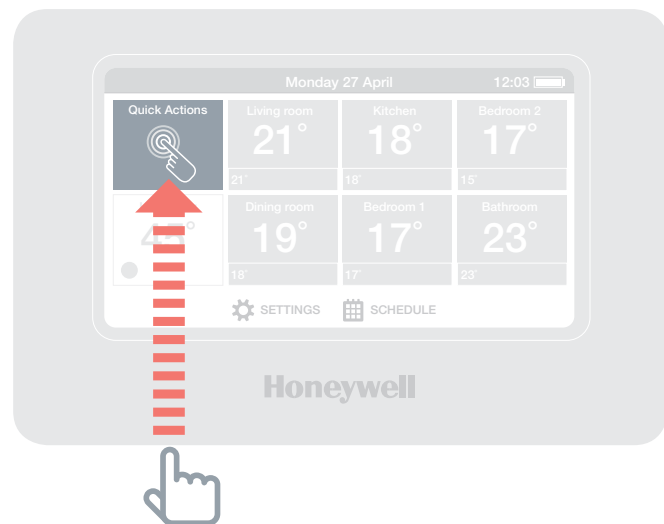 Monday 27 April 12:03
Quick Actions Living room Kitchen Bedroom 2
21° 18° 17°
21° 18° 15°
Dining room Bedroom 1 Bathroom
45° 19° 17° 23°
18° 17° 23°
SETTINGS SCHEDULE
Honeywell